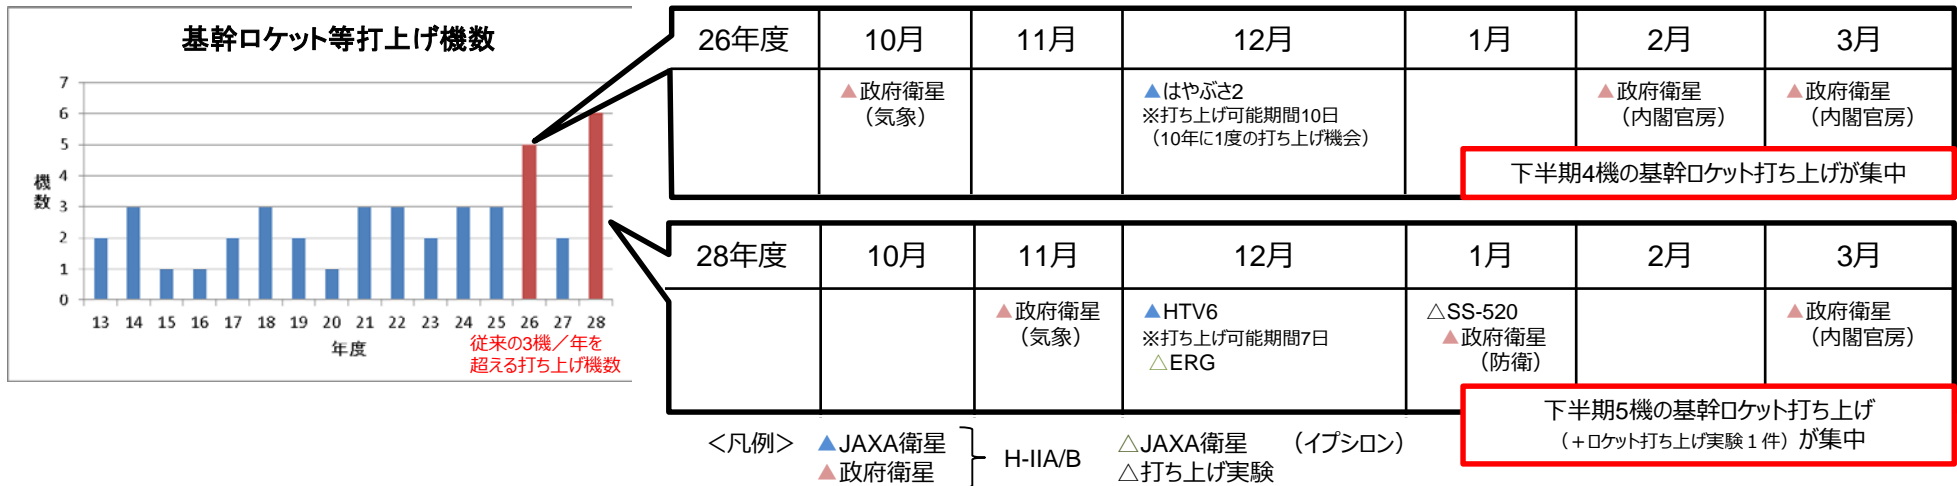 基幹ロケット等打上げ機数
7
6
5
4
3
2
1
0
機数
13 14 15 16 17 18 19 20 21 22 23 24 25 26 27 28
年度
従来の3機／年を
超える打ち上げ機数
26年度 10月 11月 12月 1月 2月 3月
▲政府衛星
（気象）
▲はやぶさ2
※打ち上げ可能期間10日
（10年に1度の打ち上げ機会）
▲政府衛星
（内閣官房）
▲政府衛星
（内閣官房）
下半期4機の基幹ロケット打ち上げが集中
28年度 10月 11月 12月 1月 2月 3月
▲政府衛星
（気象）
▲HTV6
※打ち上げ可能期間7日
△ERG
△SS-520
▲政府衛星
（防衛）
▲政府衛星
（内閣官房）
下半期5機の基幹ロケット打ち上げ
（＋ロケット打ち上げ実験１件）が集中
＜凡例＞ ▲JAXA衛星
▲政府衛星
H-IIA/B
△JAXA衛星 （イプシロン）
△打ち上げ実験